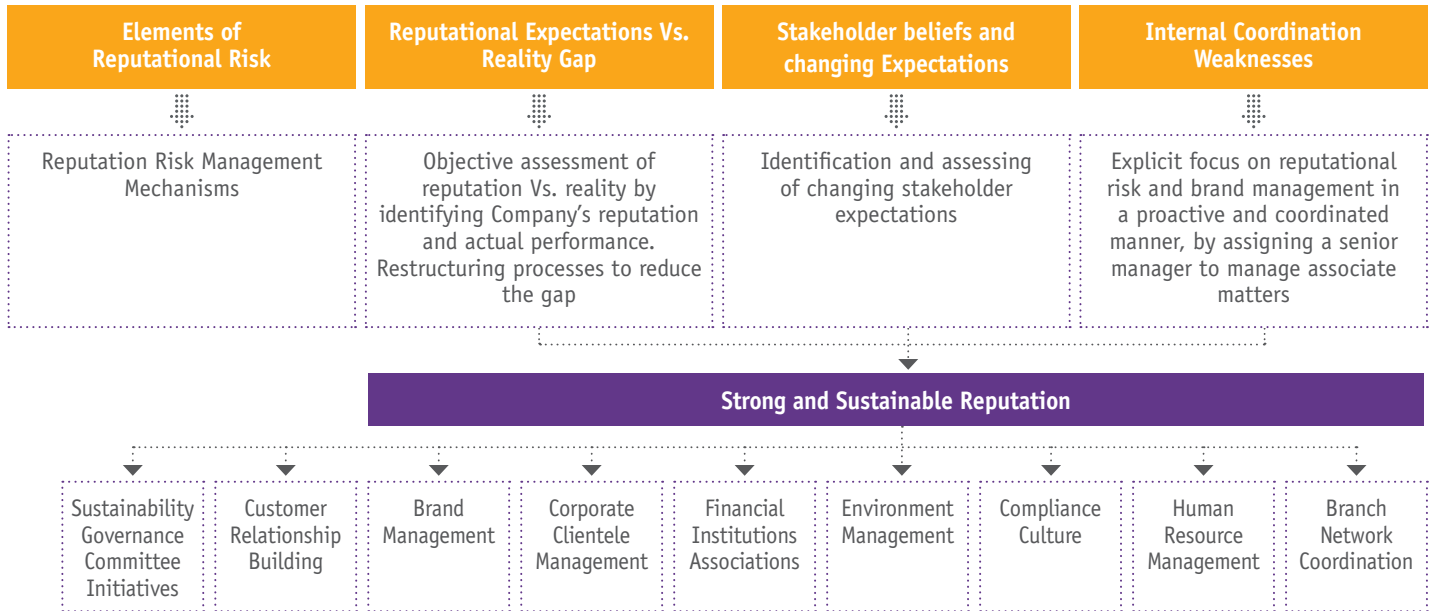 Elements of
Reputational Risk
Reputational Expectations Vs.
Reality Gap
Stakeholder beliefs and
changing Expectations
Internal Coordination
Weaknesses
Reputation Risk Management
Mechanisms
Objective assessment of
reputation Vs. reality by
identifying Company’s reputation
and actual performance.
Restructuring processes to reduce
the gap
Identification and assessing
of changing stakeholder
expectations
Explicit focus on reputational
risk and brand management in
a proactive and coordinated
manner, by assigning a senior
manager to manage associate
matters
Strong and Sustainable Reputation
Sustainability
Governance
Committee
Initiatives
Customer
Relationship
Building
Brand
Management
Corporate
Clientele
Management
Financial
Institutions
Associations
Environment
Management
Compliance
Culture
Human
Resource
Management
Branch
Network
Coordination